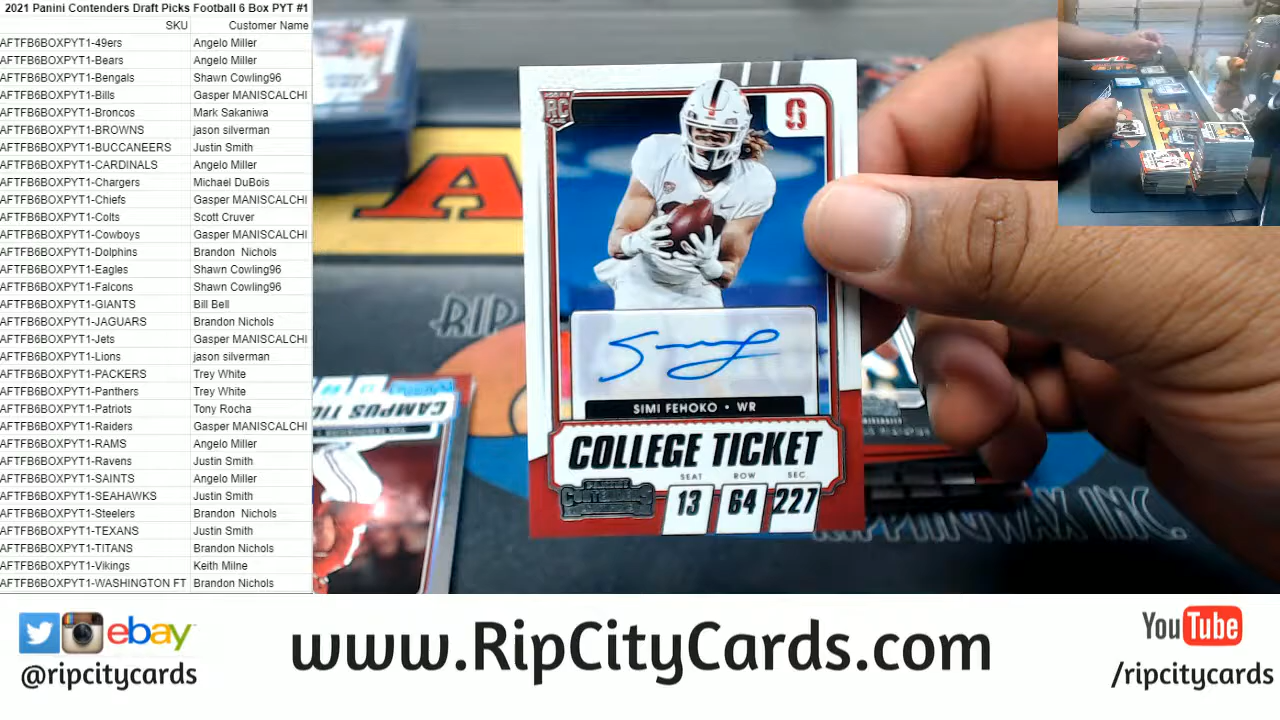 2021 Panini Contenders Draft Picks Football 6 Box PYT #1
SKU Customer Name
AFTFB6BOXPYT1-49ers Angelo Miller
AFTFB6BOXPYT1-Bears Angelo Miller
AFTFB6BOXPYT1-Bengals Shawn Cowling96
AFTFB6BOXPYT1-Bills Gasper MANISCALCHI
AFTFB6BOXPYT1-Broncos Mark Sakaniwa
AFTFB6BOXPYT1-BROWNS jason silverman
AFTFB6BOXPYT1-BUCCANEERS Justin Smith
AFTFB6BOXPYT1-CARDINALS Angelo Miller
AFTFB6BOXPYT1-Chargers Michael DuBois
AFTFB6BOXPYT1-Chiefs Gasper MANISCALCHI
AFTFB6BOXPYT1-Colts Scott Cruver
AFTFB6BOXPYT1-Cowboys Gasper MANISCALCHI
AFTFB6BOXPYT1-Dolphins Brandon Nichols
AFTFB6BOXPYT1-Eagles Shawn Cowling96
AFTFB6BOXPYT1-Falcons Shawn Cowling96
AFTFB6BOXPYT1-GIANTS Bill Bell
AFTFB6BOXPYT1-JAGUARS Brandon Nichols
AFTFB6BOXPYT1-Jets Gasper MANISCALCHI
AFTFB6BOXPYT1-Lions jason silverman
AFTFB6BOXPYT1-PACKERS Trey White
AFTFB6BOXPYT1-Panthers Trey White
AFTFB6BOXPYT1-Patriots Tony Rocha
AFTFB6BOXPYT1-Raiders Gasper MANISCALCHI
AFTFB6BOXPYT1-RAMS Angelo Miller
AFTFB6BOXPYT1-Ravens Justin Smith
AFTFB6BOXPYT1-SAINTS Angelo Miller
AFTFB6BOXPYT1-SEAHAWKS Justin Smith
AFTFB6BOXPYT1-Steelers Brandon Nichols
AFTFB6BOXPYT1-TEXANS Justin Smith
AFTFB6BOXPYT1-TITANS Brandon Nichols
AFTFB6BOXPYT1-Vikings Keith Milne
AFTFB6BOXPYT1-WASHINGTON FT Brandon Nichols
RC
S
SIMI FEHOKO • WR
COLLEGE TICKET
SEAT ROW SEC
13 64 227
PANINI
CONTENDERS
CAMPUS TIC
RIP
RIPPINGWAX INC.
ebay
@ripcitycards
www.RipCityCards.com
YouTube
/ripcitycards